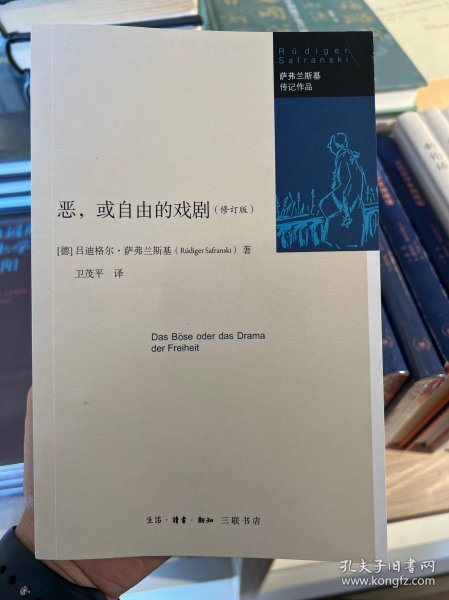 Rüdiger
Safranski
萨弗兰斯基
传记作品
恶，或自由的戏剧（修订版）
[德] 吕迪格尔·萨弗兰斯基（Rüdiger Safranski）著
卫茂平 译
Das Böse oder das Drama
der Freiheit
生活·讀書·新知 三联书店
孔夫子旧书网
www.kongfz.com